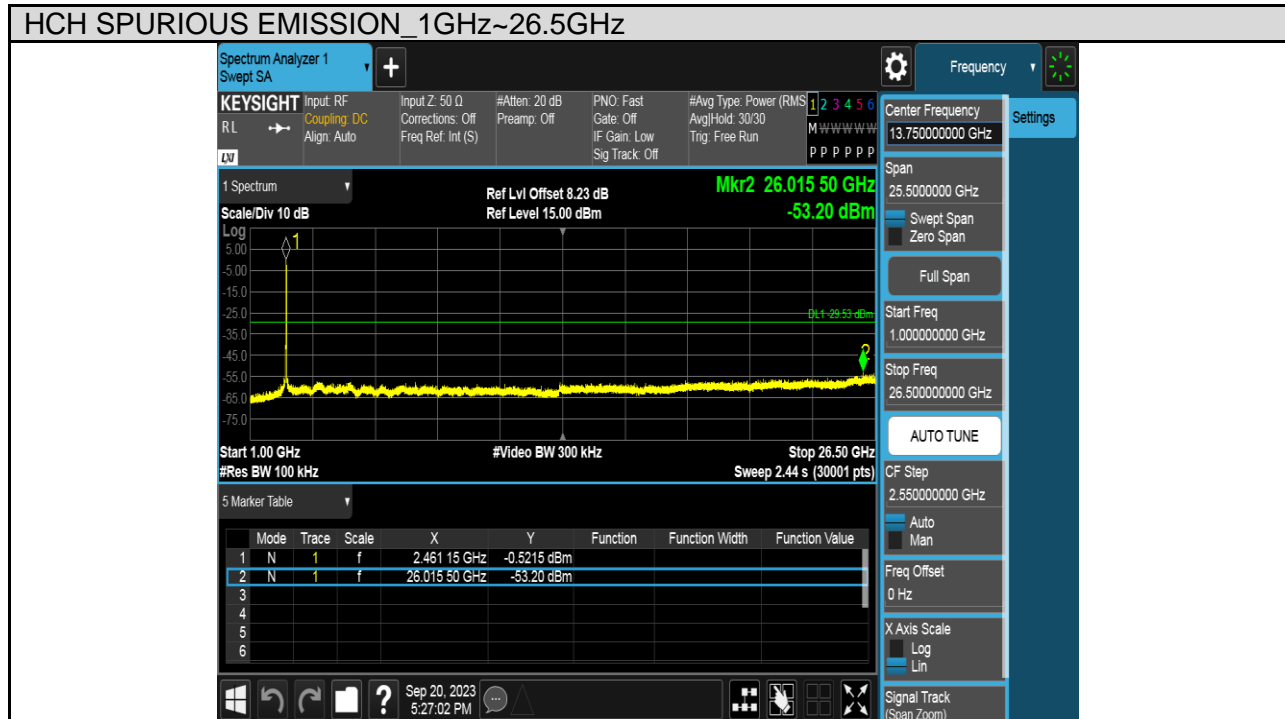 HCH SPURIOUS EMISSION_1GHz~26.5GHz
Spectrum Analyzer 1
Swept SA
+
Frequency
KEYSIGHT
RL
LXI
Input: RF
Coupling: DC
Align: Auto
Input Z: 50 Ω
Corrections: Off
Freq Ref: Int (S)
#Atten: 20 dB
Preamp: Off
PNO: Fast
Gate: Off
IF Gain: Low
Sig Track: Off
#Avg Type: Power (RMS
Avg|Hold: 30/30
Trig: Free Run
1 2 3 4 5 6
M W W W W W
P P P P P P
1 Spectrum
Scale/Div 10 dB
Ref Lvl Offset 8.23 dB
Ref Level 15.00 dBm
Mkr2 26.015 50 GHz
-53.20 dBm
Log
1
5.00
-5.00
-15.0
-25.0
DL1 -29.53 dBm
-35.0
-45.0
2
-55.0
-65.0
-75.0
Start 1.00 GHz
#Video BW 300 kHz
Stop 26.50 GHz
#Res BW 100 kHz
Sweep 2.44 s (30001 pts)
5 Marker Table
Mode Trace Scale X Y Function Function Width Function Value
1 N 1 f 2.461 15 GHz -0.5215 dBm
2 N 1 f 26.015 50 GHz -53.20 dBm
3
4
5
6
?
Sep 20, 2023
5:27:02 PM
Center Frequency
13.750000000 GHz
Settings
Span
25.5000000 GHz
Swept Span
Zero Span
Full Span
Start Freq
1.000000000 GHz
Stop Freq
26.500000000 GHz
AUTO TUNE
CF Step
2.550000000 GHz
Auto
Man
Freq Offset
0 Hz
X Axis Scale
Log
Lin
Signal Track
(Span Zoom)